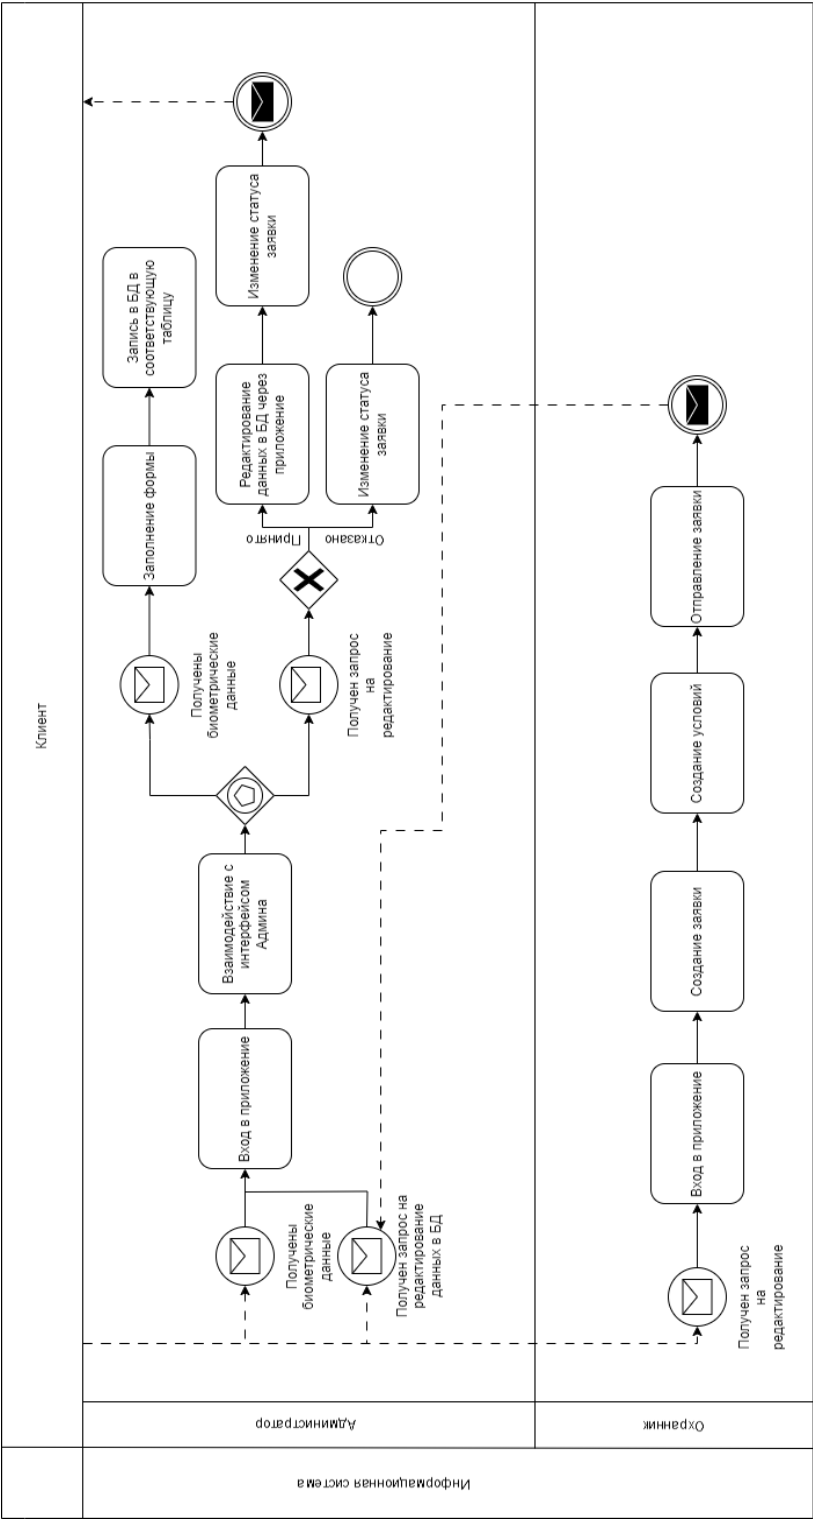 Клиент
Информационная система
Администратор
Охранник
Получены
биометрические
данные
Получен запрос на
редактирование
данных в БД
Вход в приложение
Взаимодействие с
интерфейсом
Админа
Получены
биометрические
данные
Получен запрос
на
редактирование
Заполнение формы
Запись в БД в
соответствующую
таблицу
Принято
Отказано
Редактирование
данных в БД через
приложение
Изменение статуса
заявки
Изменение статуса
заявки
Получен запрос
на
редактирование
Вход в приложение
Создание заявки
Создание условий
Отправление заявки